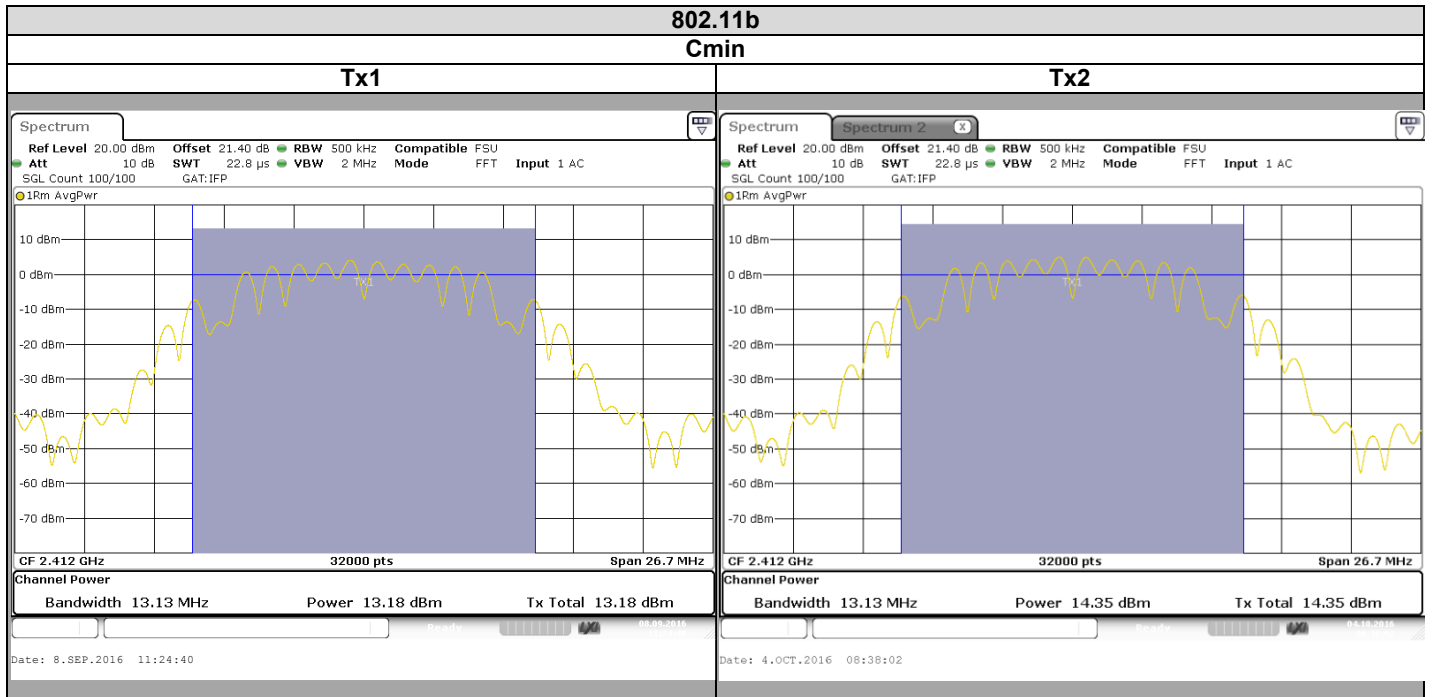 802.11b
Cmin
Tx1
Tx2
Spectrum
Ref Level 20.00 dBm Offset 21.40 dB RBW 500 kHz Compatible FSU
Att 10 dB SWT 22.8 µs VBW 2 MHz Mode FFT Input 1 AC
SGL Count 100/100 GAT:IFP
1Rm AvgPwr
10 dBm
0 dBm
Tx1
-10 dBm
-20 dBm
-30 dBm
-40 dBm
-50 dBm
-60 dBm
-70 dBm
CF 2.412 GHz 32000 pts Span 26.7 MHz
Channel Power
Bandwidth 13.13 MHz Power 13.18 dBm Tx Total 13.18 dBm
Ready 08.09.2016
Date: 8.SEP.2016 11:24:40
Spectrum Spectrum 2 X
Ref Level 20.00 dBm Offset 21.40 dB RBW 500 kHz Compatible FSU
Att 10 dB SWT 22.8 µs VBW 2 MHz Mode FFT Input 1 AC
SGL Count 100/100 GAT:IFP
1Rm AvgPwr
10 dBm
0 dBm
Tx1
-10 dBm
-20 dBm
-30 dBm
-40 dBm
-50 dBm
-60 dBm
-70 dBm
CF 2.412 GHz 32000 pts Span 26.7 MHz
Channel Power
Bandwidth 13.13 MHz Power 14.35 dBm Tx Total 14.35 dBm
Ready 04.10.2016
Date: 4.OCT.2016 08:38:02